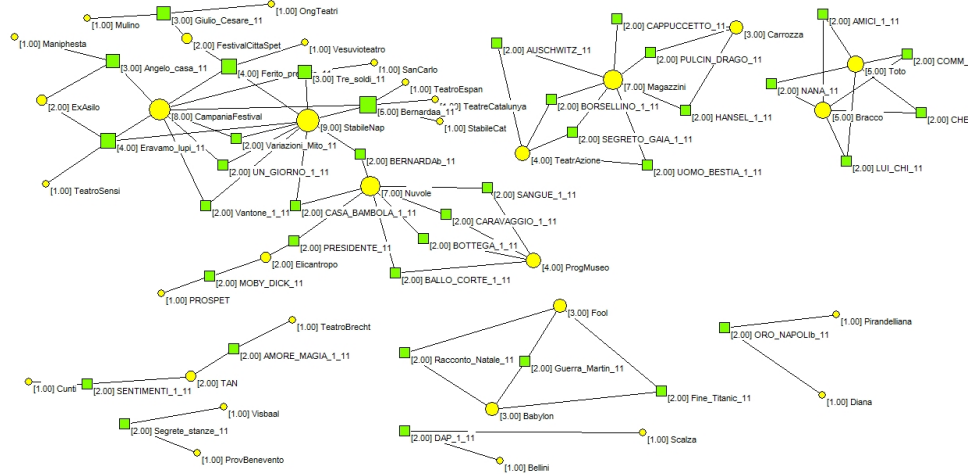 [1.00] OngTeatri
[1.00] Mulino
[3.00] Giulio_Cesare_11
[1.00] Maniphesta
[2.00] FestivalCittaSpet
[1.00] Vesuvioteatro
[3.00] Angelo_casa_11
[4.00] Ferito_
[3.00] Tre_soldi_11
[1.00] SanCarlo
[1.00] TeatroEspan
[2.00] ExAsilo
[8.00] CampaniaFestival
[5.00] Bernardaa_11
[1.00] TeatreCatalunya
[9.00] StabileNap
[1.00] StabileCat
[4.00] Eravamo_lupi_11
[2.00] Variazioni_Mito_11
[2.00] BERNARDAb_11
[2.00] UN_GIORNO_1_11
[1.00] TeatroSensi
[7.00] Nuvole
[2.00] SANGUE_1_11
[2.00] Vantone_1_11
[2.00] CASA_BAMBOLA_1_11
[2.00] CARAVAGGIO_1_11
[2.00] PRESIDENTE_11
[2.00] BOTTEGA_1_11
[2.00] Elicantropo
[4.00] ProgMuseo
[2.00] MOBY_DICK_11
[2.00] BALLO_CORTE_1_11
[1.00] PROSPET
[2.00] CAPPUCCETTO_11
[3.00] Carrozza
[2.00] AUSCHWITZ_11
[2.00] PULCIN_DRAGO_11
[7.00] Magazzini
[2.00] BORSELLINO_1_11
[2.00] HANSEL_1_11
[2.00] SEGRETO_GAIA_1_11
[4.00] TeatrAzione
[2.00] UOMO_BESTIA_1_11
[2.00] AMICI_1_11
[5.00] Toto
[2.00] COMM_
[2.00] NANA_11
[5.00] Bracco
[2.00] CHE
[2.00] LUI_CHI_11
[1.00] TeatroBrecht
[2.00] AMORE_MAGIA_1_11
[2.00] TAN
[1.00] Cunti
[2.00] SENTIMENTI_1_11
[1.00] Visbaal
[2.00] Segrete_stanze_11
[1.00] ProvBenevento
[3.00] Fool
[2.00] Racconto_Natale_11
[2.00] Guerra_Martin_11
[2.00] Fine_Titanic_11
[3.00] Babylon
[2.00] DAP_1_11
[1.00] Scalza
[1.00] Bellini
[1.00] Pirandelliana
[2.00] ORO_NAPOLIb_11
[1.00] Diana